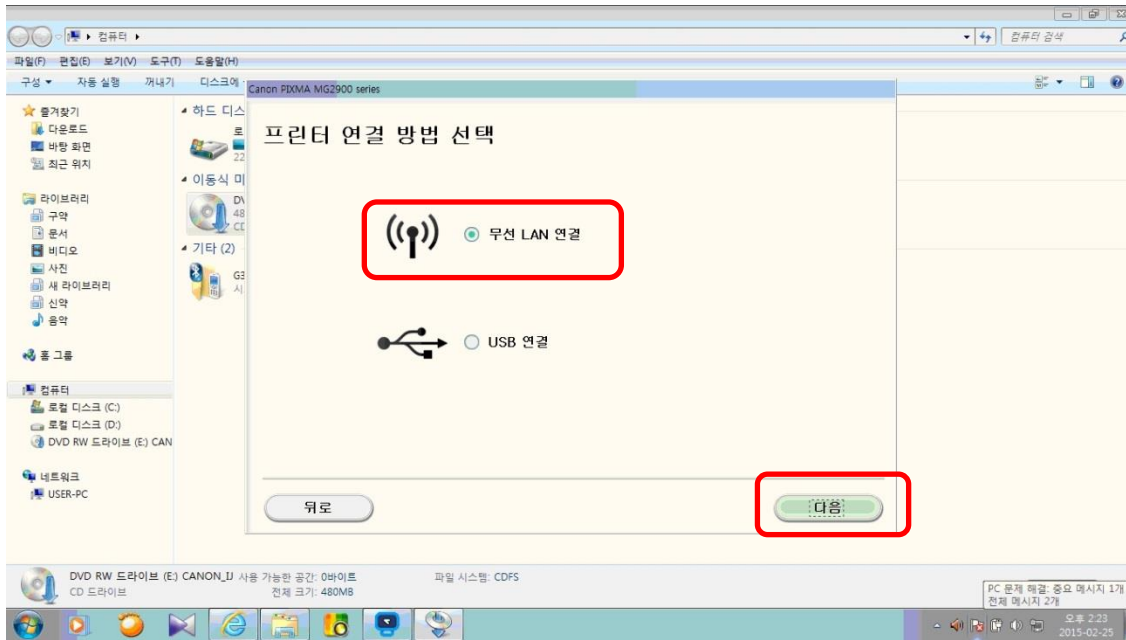 컴퓨터
컴퓨터 검색
파일(F) 편집(E) 보기(V) 도구(T) 도움말(H)
구성 자동 실행 꺼내기 디스크에
Canon PIXMA MG2900 series
즐겨찾기
다운로드
바탕 화면
최근 위치
라이브러리
구약
문서
비디오
사진
새 라이브러리
신약
음악
홈 그룹
컴퓨터
로컬 디스크 (C:)
로컬 디스크 (D:)
DVD RW 드라이브 (E:) CAN
네트워크
USER-PC
하드 디스
로
22
이동식 미
DV
48
CD
기타 (2)
G3
시
프린터 연결 방법 선택
무선 LAN 연결
USB 연결
뒤로
다음
DVD RW 드라이브 (E:) CANON_IJ 사용 가능한 공간: 0바이트 파일 시스템: CDFS
CD 드라이브 전체 크기: 480MB
PC 문제 해결: 중요 메시지 1개
전체 메시지 2개
오후 2:23
2015-02-25